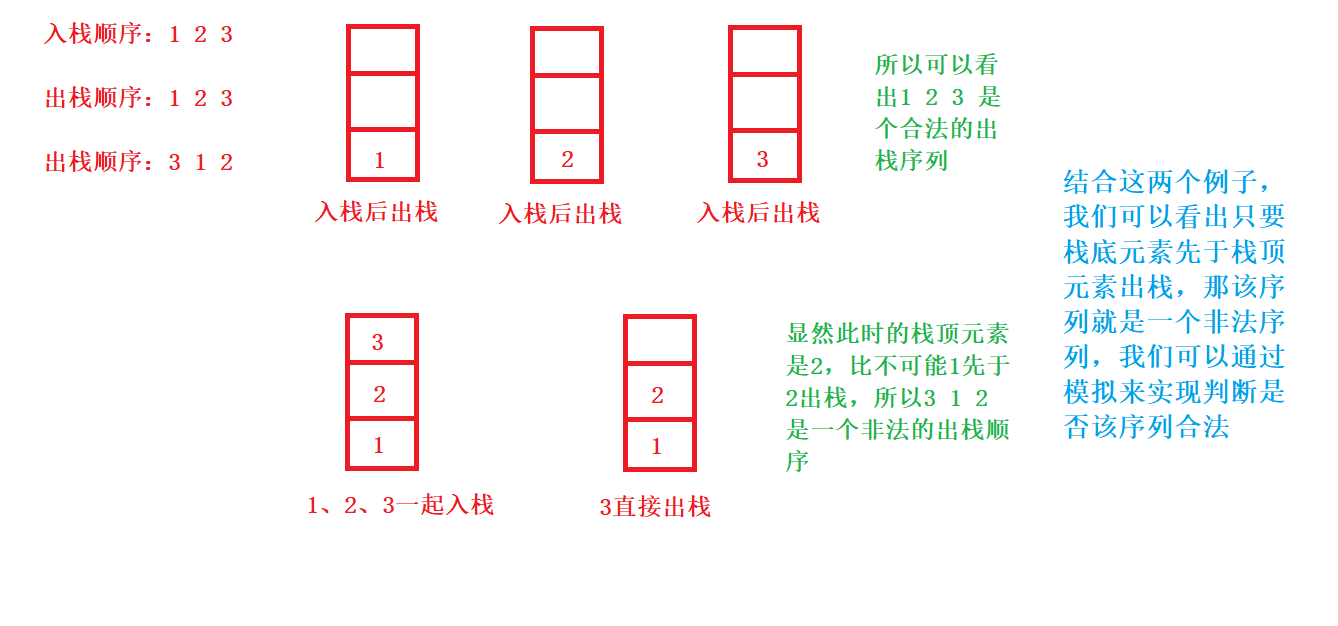 入栈顺序：1 2 3
出栈顺序：1 2 3
出栈顺序：3 1 2
1
2
3
入栈后出栈
入栈后出栈
入栈后出栈
所以可以看
出1 2 3 是
个合法的出
栈序列
3
2
1
1、2、3一起入栈
2
1
3直接出栈
显然此时的栈顶元素
是2，比不可能1先于
2出栈，所以3 1 2
是一个非法的出栈顺
序
结合这两个例子，
我们可以看出只要
栈底元素先于栈顶
元素出栈，那该序
列就是一个非法序
列，我们可以通过
模拟来实现判断是
否该序列合法